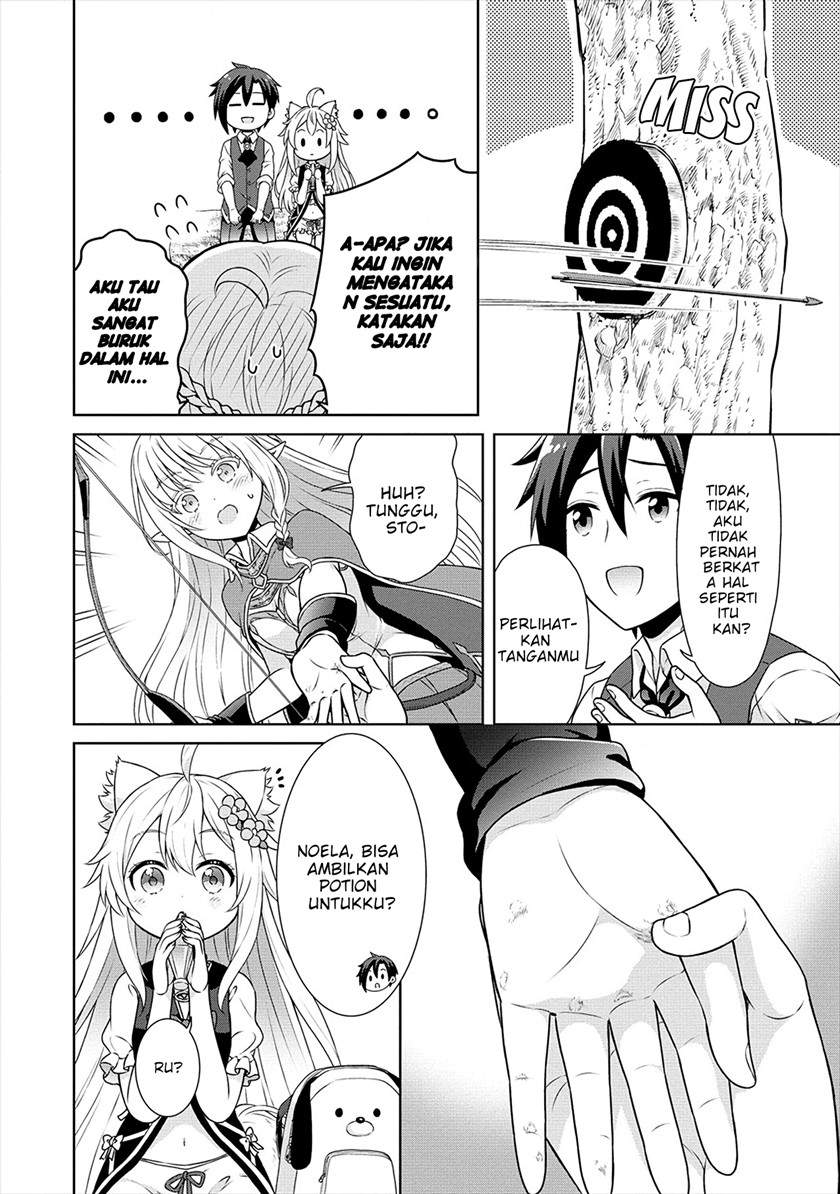 MISS
A-APA? JIKA
KAU INGIN
MENGATAKA
N SESUATU,
KATAKAN
SAJA!!
AKU TAU
AKU
SANGAT
BURUK
DALAM HAL
INI...
TIDAK,
TIDAK,
AKU
TIDAK
PERNAH
BERKAT
A HAL
SEPERTI
ITU
KAN?
PERLIHAT-
KAN
TANGANMU
HUH?
TUNGGU,
STO-
NOELA, BISA
AMBILKAN
POTION
UNTUKKU?
RU?